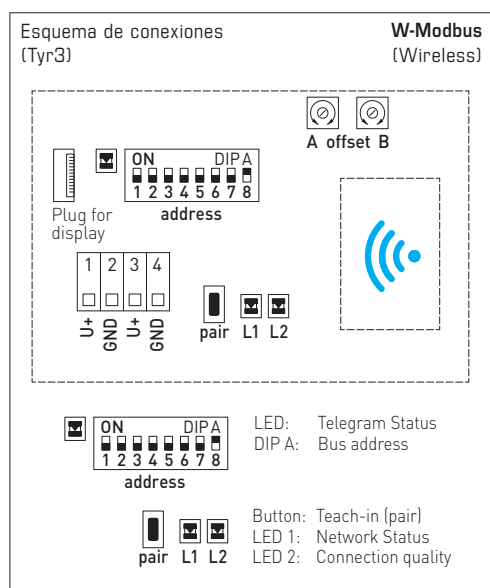 Esquema de conexiones
(Tyr3)
W-Modbus
(Wireless)
A offset B
ON DIP A
1 2 3 4 5 6 7 8
address
Plug for
display
1 2 3 4
U+ GND U+ GND
pair L1 L2
ON DIP A
1 2 3 4 5 6 7 8
address
LED: Telegram Status
DIP A: Bus address
pair L1 L2
Button: Teach-in (pair)
LED 1: Network Status
LED 2: Connection quality